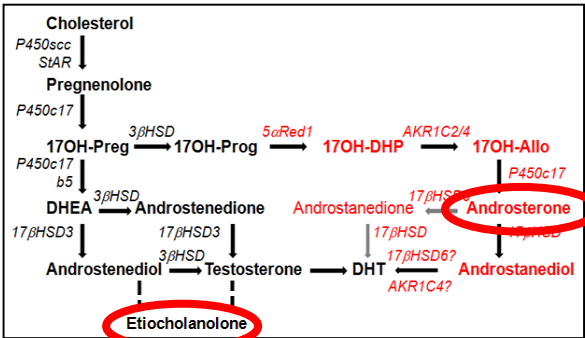 Cholesterol
P450scc
StAR
Pregnenolone
P450c17
3βHSD 5αRed1 AKR1C2/4
17OH-Preg 17OH-Prog 17OH-DHP 17OH-Allo
P450c17 P450c17
b5
3βHSD
DHEA Androstenedione Androstanedione Androsterone
17βHSD3 17βHSD3 17βHSD 17βHSD
3βHSD 17βHSD6?
Androstenediol Testosterone DHT Androstanediol
AKR1C4?
Etiocholanolone